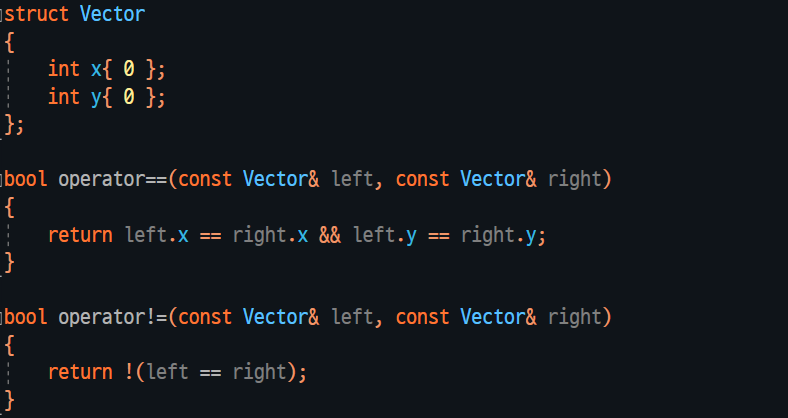 struct Vector
{
    int x{ 0 };
    int y{ 0 };
};
bool operator==(const Vector& left, const Vector& right)
{
    return left.x == right.x && left.y == right.y;
}
bool operator!=(const Vector& left, const Vector& right)
{
    return !(left == right);
}